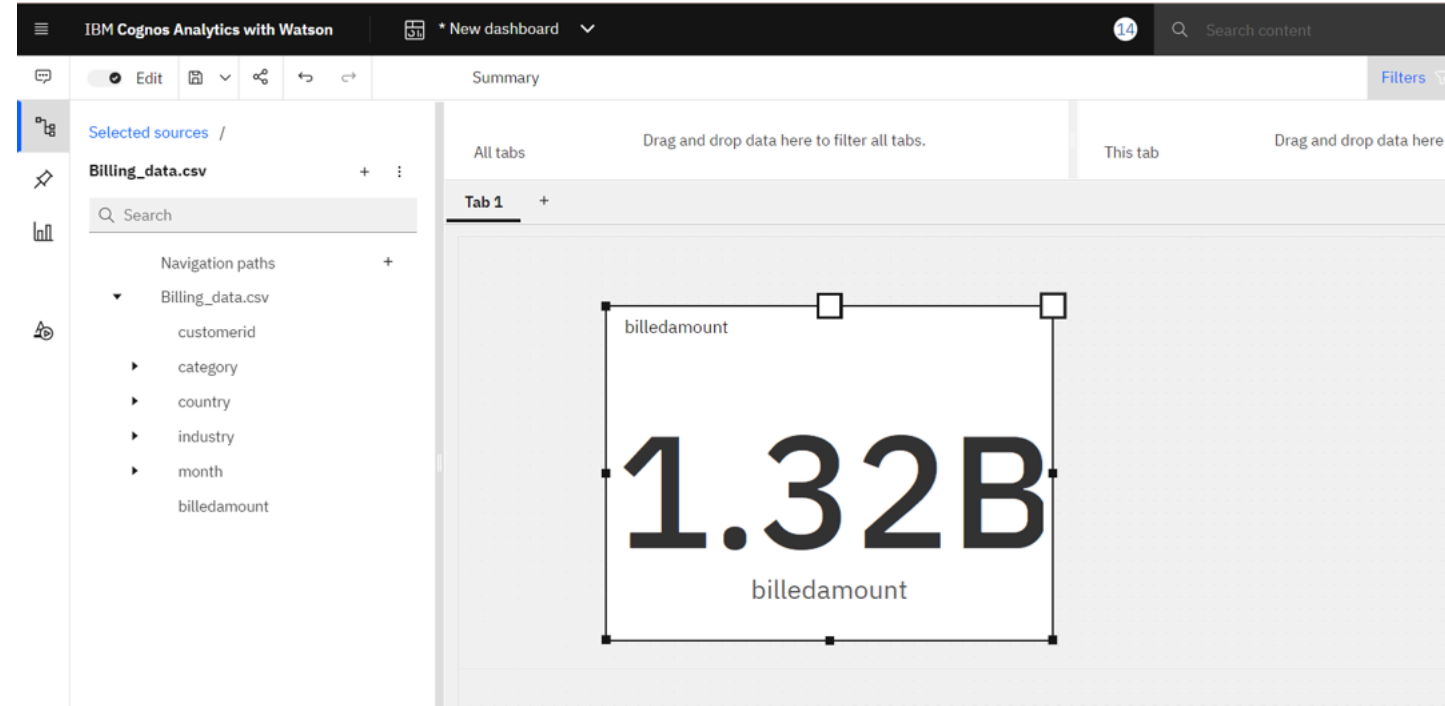 IBM Cognos Analytics with Watson
* New dashboard
14
Search content
Edit
Summary
Filters
Selected sources /
Billing_data.csv
Search
Navigation paths
Billing_data.csv
customerid
category
country
industry
month
billedamount
All tabs
Drag and drop data here to filter all tabs.
This tab
Drag and drop data here
Tab 1
billedamount
1.32B
billedamount